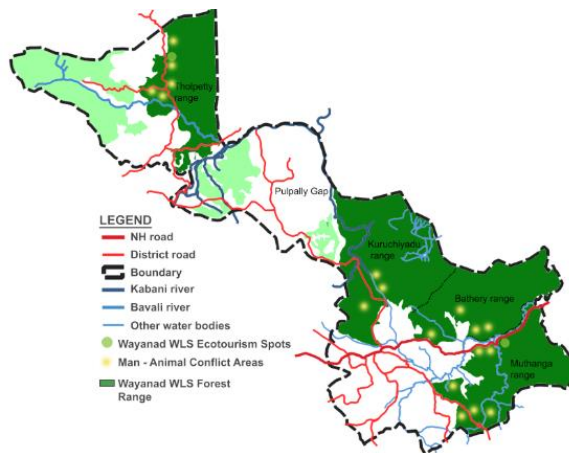 Tholpetty
range
Pulpally Gap
Kuruchiyadu
range
Bathery range
Muthanga
range
LEGEND
NH road
District road
Boundary
Kabani river
Bavali river
Other water bodies
Wayanad WLS Ecotourism Spots
Man - Animal Conflict Areas
Wayanad WLS Forest
Range